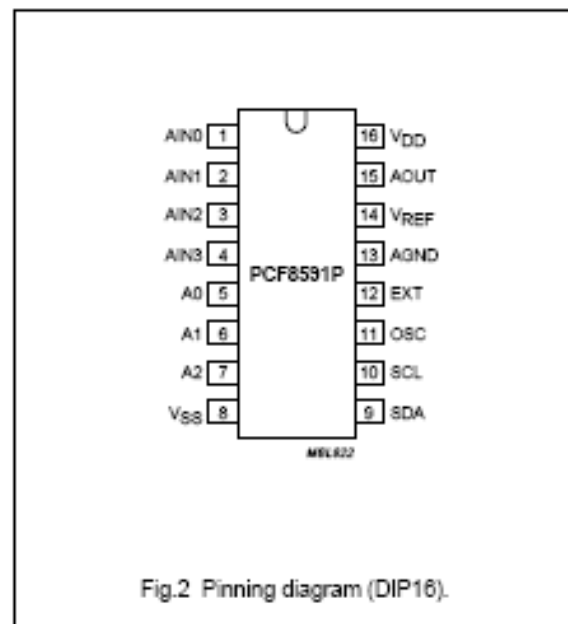 AIN0 1 16 VDD
AIN1 2 15 AOUT
AIN2 3 14 VREF
AIN3 4 13 AGND
PCF8591P
A0 5 12 EXT
A1 6 11 OSC
A2 7 10 SCL
VSS 8 9 SDA
MBL822
Fig.2 Pinning diagram (DIP16).